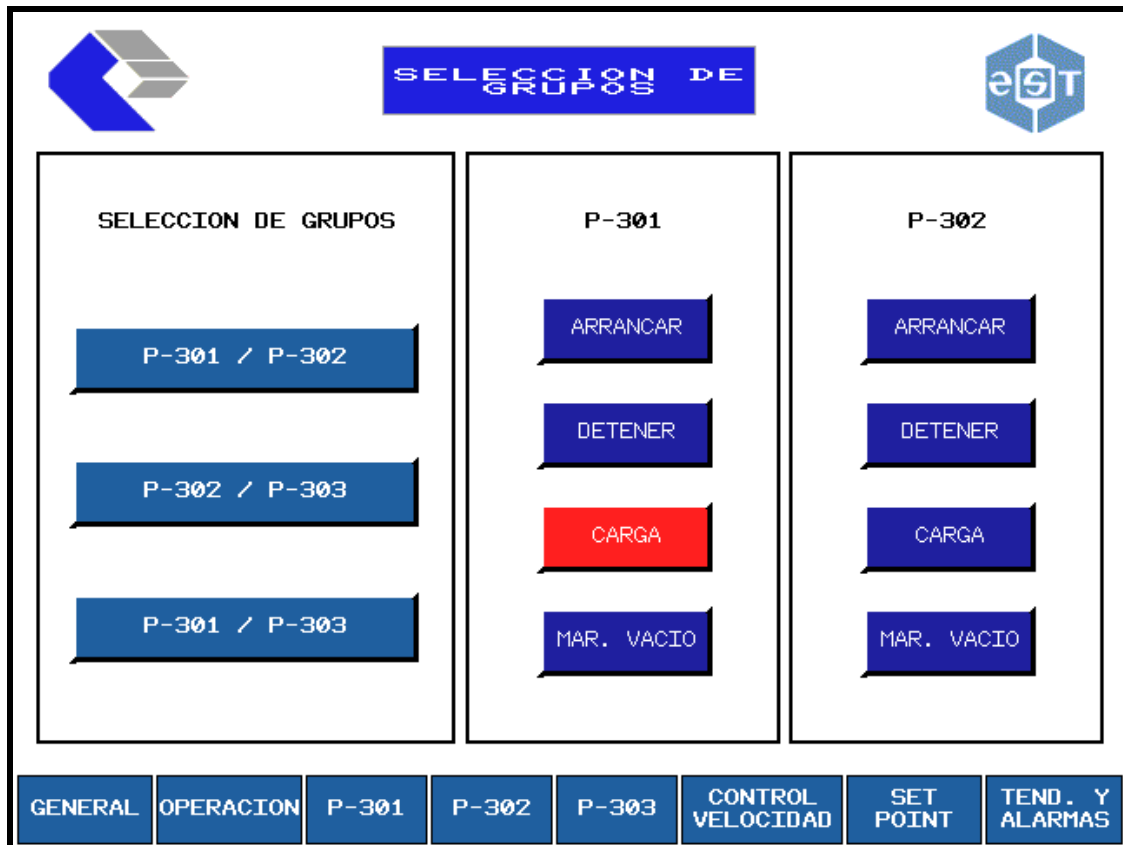 SELECCION DE
GRUPOS
eST
SELECCION DE GRUPOS
P-301 / P-302
P-302 / P-303
P-301 / P-303
P-301
ARRANCAR
DETENER
CARGA
MAR. VACIO
P-302
ARRANCAR
DETENER
CARGA
MAR. VACIO
GENERAL
OPERACION
P-301
P-302
P-303
CONTROL
VELOCIDAD
SET
POINT
TEND. Y
ALARMAS